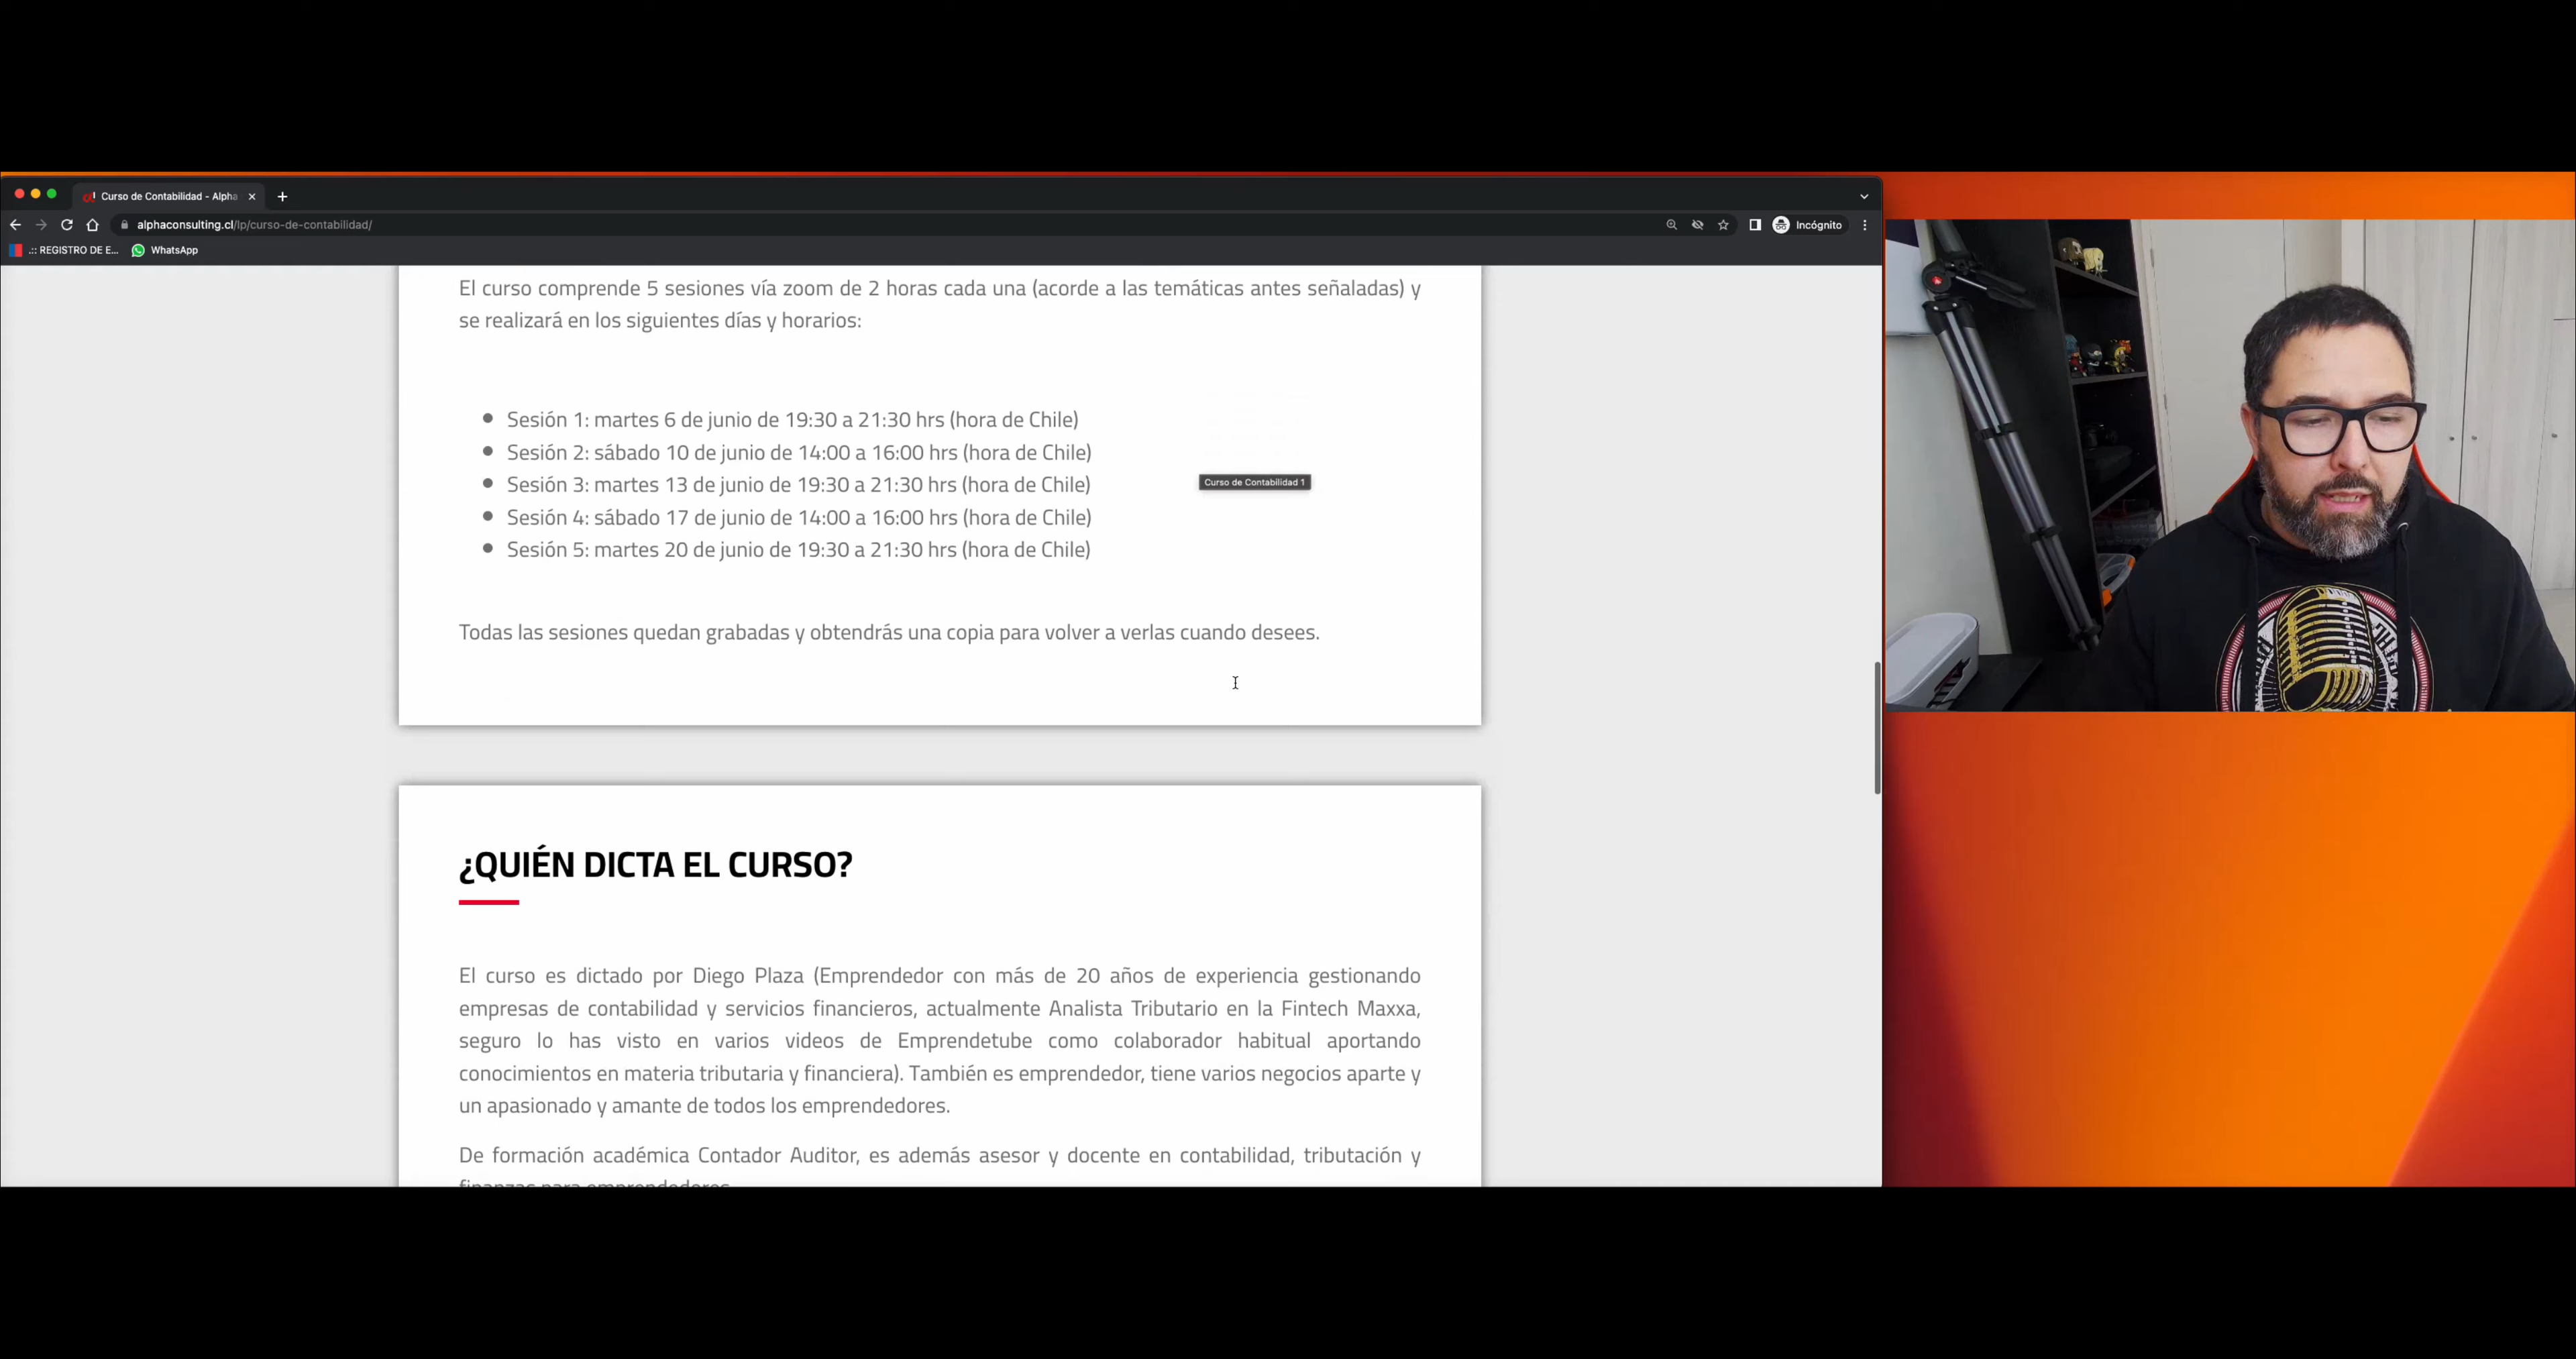 Curso de Contabilidad - Alpha
alphaconsulting.cl/lp/curso-de-contabilidad/
Incógnito
.:: REGISTRO DE E...
WhatsApp
El curso comprende 5 sesiones vía zoom de 2 horas cada una (acorde a las temáticas antes señaladas) y
se realizará en los siguientes días y horarios:
Sesión 1: martes 6 de junio de 19:30 a 21:30 hrs (hora de Chile)
Sesión 2: sábado 10 de junio de 14:00 a 16:00 hrs (hora de Chile)
Sesión 3: martes 13 de junio de 19:30 a 21:30 hrs (hora de Chile)
Curso de Contabilidad 1
Sesión 4: sábado 17 de junio de 14:00 a 16:00 hrs (hora de Chile)
Sesión 5: martes 20 de junio de 19:30 a 21:30 hrs (hora de Chile)
Todas las sesiones quedan grabadas y obtendrás una copia para volver a verlas cuando desees.
¿QUIÉN DICTA EL CURSO?
El curso es dictado por Diego Plaza (Emprendedor con más de 20 años de experiencia gestionando
empresas de contabilidad y servicios financieros, actualmente Analista Tributario en la Fintech Maxxa,
seguro lo has visto en varios videos de Emprendetube como colaborador habitual aportando
conocimientos en materia tributaria y financiera). También es emprendedor, tiene varios negocios aparte y
un apasionado y amante de todos los emprendedores.
De formación académica Contador Auditor, es además asesor y docente en contabilidad, tributación y
finanzas para emprendedores.